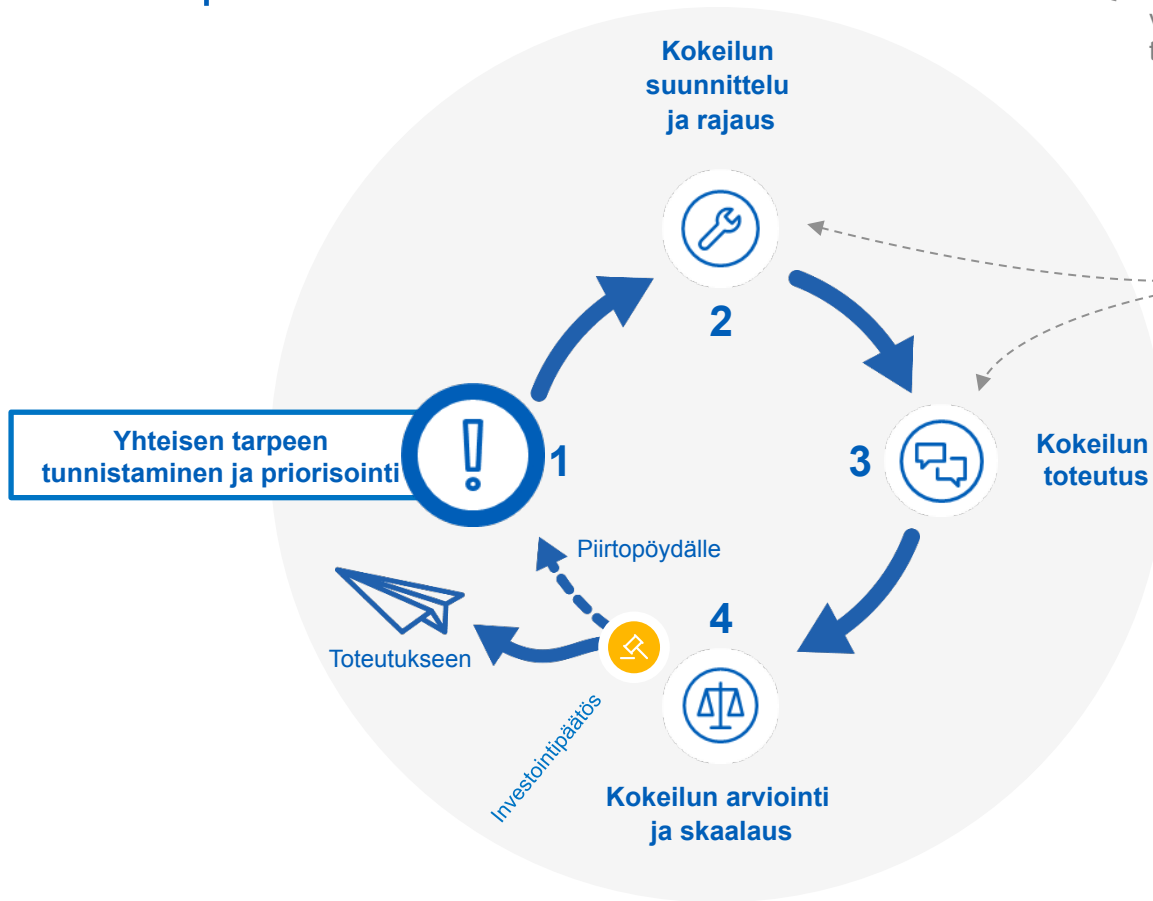 Kokeilun
suunnittelu
ja rajaus
2
Yhteisen tarpeen
tunnistaminen ja priorisointi
1
3
Kokeilun
toteutus
Piirtopöydälle
4
Toteutukseen
Investointipäätös
Kokeilun arviointi
ja skaalaus